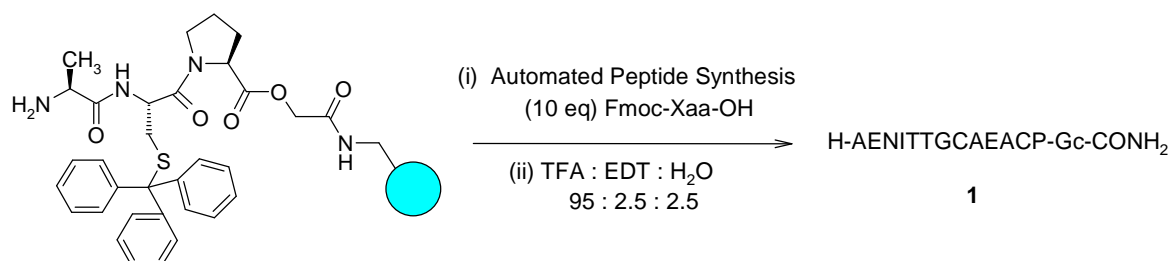 CH3
H2N
O
H
N
O
N
O
O
O
N
H
S
(i) Automated Peptide Synthesis
(10 eq) Fmoc-Xaa-OH
(ii) TFA : EDT : H2O
95 : 2.5 : 2.5
H-AENITTGCAEACP-Gc-CONH2
1